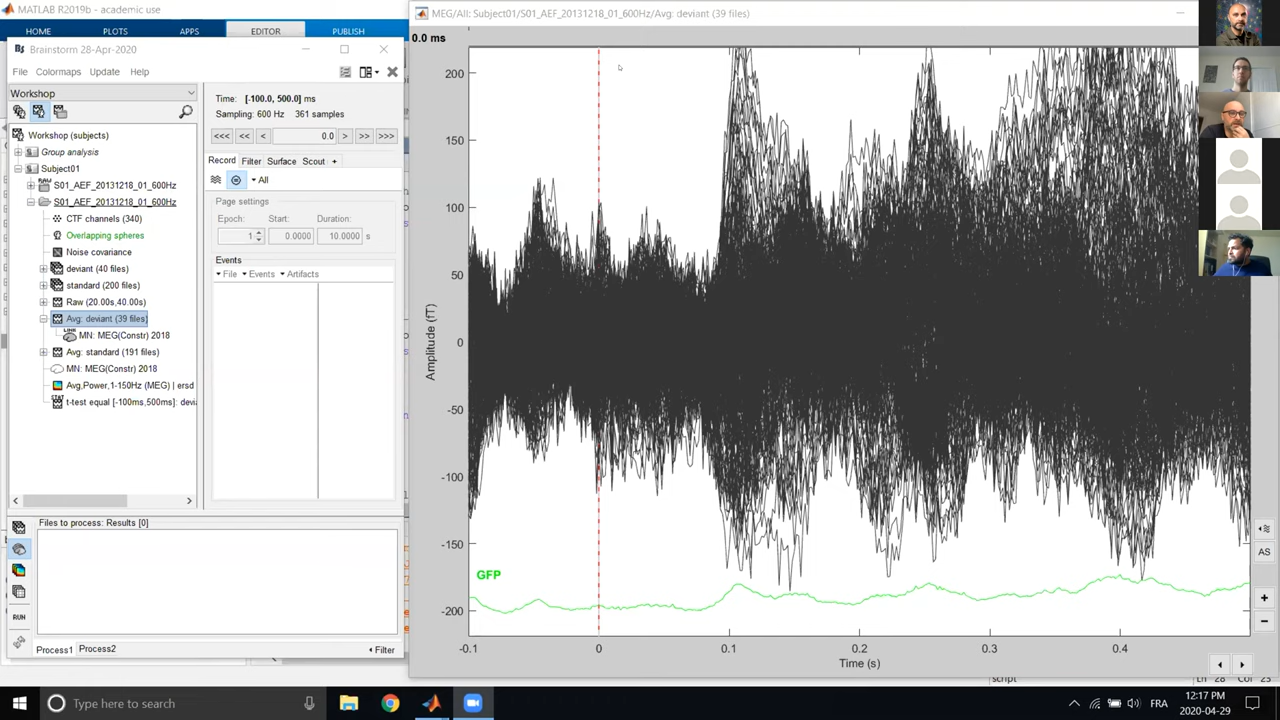 MATLAB R2019b - academic use
HOME
PLOTS
APPS
EDITOR
PUBLISH
Brainstorm 28-Apr-2020
File
Colormaps
Update
Help
Workshop
Workshop (subjects)
Group analysis
Subject01
S01_AEF_20131218_01_600Hz
S01_AEF_20131218_01_600Hz
CTF channels (340)
Overlapping spheres
Noise covariance
deviant (40 files)
standard (200 files)
Raw (20.00s,40.00s)
Avg: deviant (39 files)
MN: MEG(Constr) 2018
Avg: standard (191 files)
MN: MEG(Constr) 2018
Avg,Power,1-150Hz (MEG) | ersd
t-test equal [-100ms,500ms]: devi
Time: [-100.0, 500.0] ms
Sampling: 600 Hz 361 samples
<<<
<<
<
0.0
>
>>
>>>
Record
Filter
Surface
Scout
+
All
Page settings
Epoch:
Start:
Duration:
1
0.0000
10.0000
s
Events
File
Events
Artifacts
Files to process: Results [0]
RUN
Process1
Process2
Filter
MEG/All: Subject01/S01_AEF_20131218_01_600Hz/Avg: deviant (39 files)
0.0 ms
200
150
100
50
0
-50
-100
-150
-200
Amplitude (fT)
GFP
-0.1
0
0.1
0.2
0.3
0.4
Time (s)
AS
+
−
script
Ln 28
Col 23
Type here to search
FRA
12:17 PM
2020-04-29